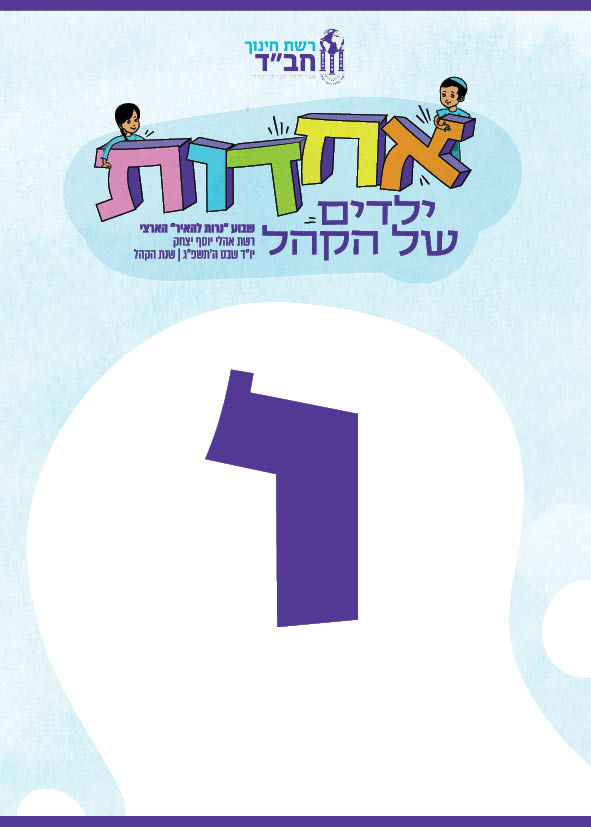 רשת חינוך
חב"ד
אחדות
ילדים
של הקהל
שבוע "נרות להאיר" הארצי
רשת אהלי יוסף יצחק
יו"ד שבט ה'תשפ"ג | שנת הקהל
ו